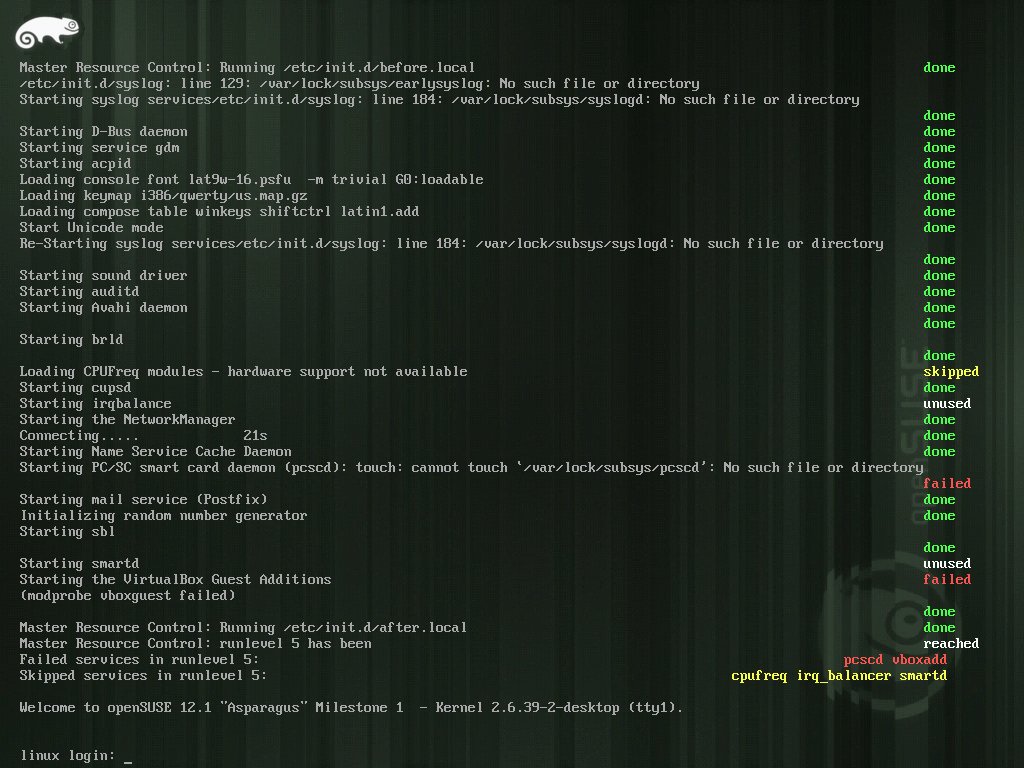 Master Resource Control: Running /etc/init.d/before.local done
/etc/init.d/syslog: line 129: /var/lock/subsys/earlysyslog: No such file or directory
Starting syslog services/etc/init.d/syslog: line 184: /var/lock/subsys/syslogd: No such file or directory
done
Starting D-Bus daemon done
Starting service gdm done
Starting acpid done
Loading console font lat9w-16.psfu -m trivial G0:loadable done
Loading keymap i386/qwerty/us.map.gz done
Loading compose table winkeys shiftctrl latin1.add done
Start Unicode mode done
Re-Starting syslog services/etc/init.d/syslog: line 184: /var/lock/subsys/syslogd: No such file or directory
done
Starting sound driver done
Starting auditd done
Starting Avahi daemon done
done
Starting brld
done
Loading CPUFreq modules - hardware support not available skipped
Starting cupsd done
Starting irqbalance unused
Starting the NetworkManager done
Connecting..... 21s done
Starting Name Service Cache Daemon done
Starting PC/SC smart card daemon (pcscd): touch: cannot touch `/var/lock/subsys/pcscd': No such file or directory
failed
Starting mail service (Postfix) done
Initializing random number generator done
Starting sbl
done
Starting smartd unused
Starting the VirtualBox Guest Additions failed
(modprobe vboxguest failed)
done
Master Resource Control: Running /etc/init.d/after.local done
Master Resource Control: runlevel 5 has been reached
Failed services in runlevel 5: pcscd vboxadd
Skipped services in runlevel 5: cpufreq irq_balancer smartd
Welcome to openSUSE 12.1 "Asparagus" Milestone 1 - Kernel 2.6.39-2-desktop (tty1).
linux login: _
openSUSE